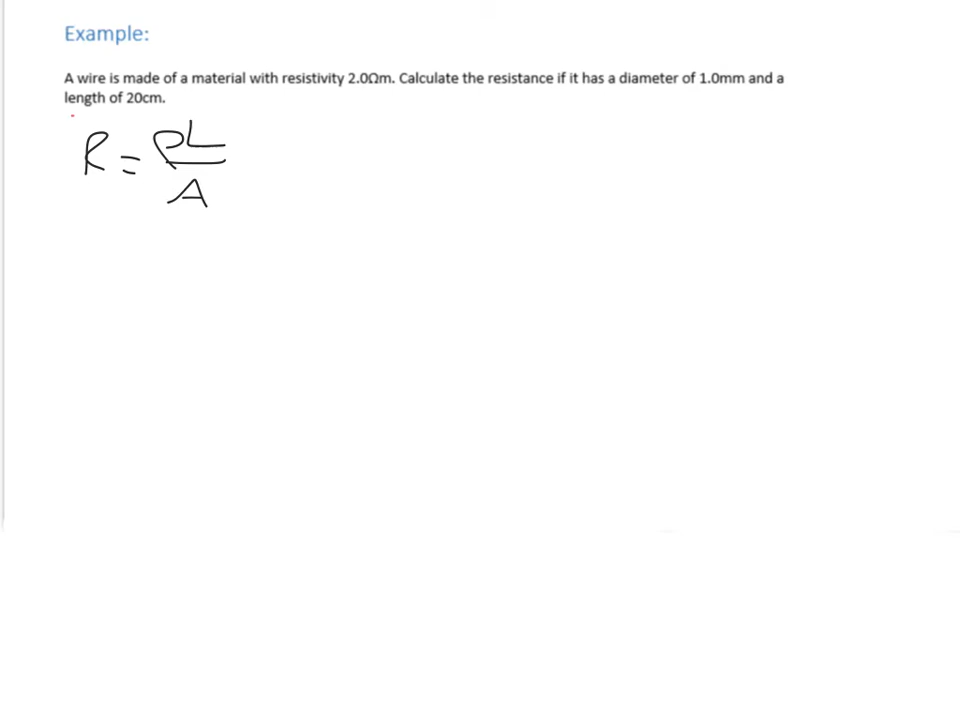 Example:
A wire is made of a material with resistivity 2.0Ωm. Calculate the resistance if it has a diameter of 1.0mm and a
length of 20cm.
R = ρL
A